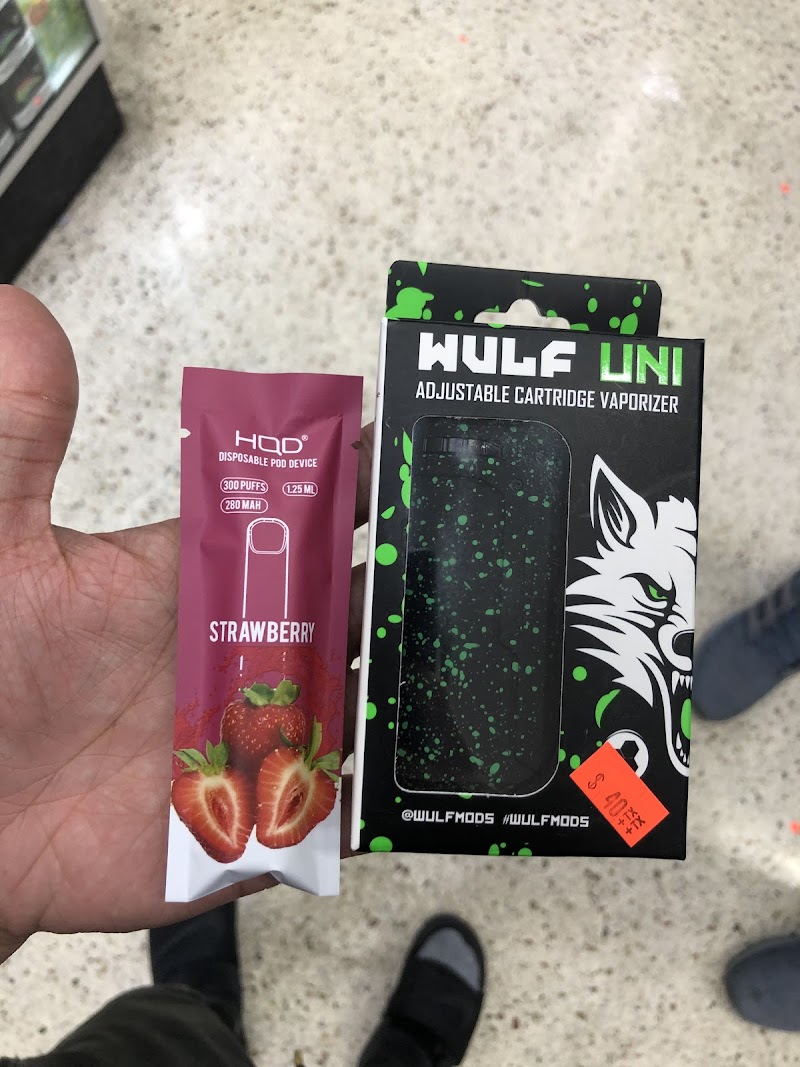 HQD®
DISPOSABLE POD DEVICE
300 PUFFS
1.25 ML
280 MAH
STRAWBERRY
WULF UNI
ADJUSTABLE CARTRIDGE VAPORIZER
@WULFMODS #WULFMODS
40
+TX
+TX